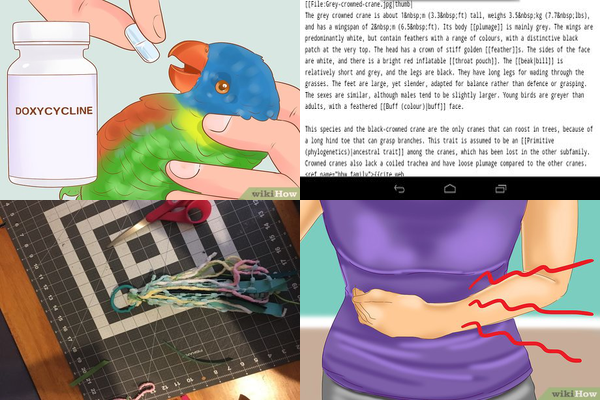 DOXYCYCLINE
wikiHow
[[File:Grey-crowned-crane.jpg|thumb]
The grey crowned crane is about 1&nbsp;m (3.3&nbsp;ft) tall, weighs 3.5&nbsp;kg (7.7&nbsp;lbs),
and has a wingspan of 2&nbsp;m (6.5&nbsp;ft). Its body [[plumage]] is mainly grey. The wings are
predominantly white, but contain feathers with a range of colours, with a distinctive black
patch at the very top. The head has a crown of stiff golden [[feather]]s. The sides of the face
are white, and there is a bright red inflatable [[throat pouch]]. The [[beak|bill]] is
relatively short and grey, and the legs are black. They have long legs for wading through the
grasses. The feet are large, yet slender, adapted for balance rather than defence or grasping.
The sexes are similar, although males tend to be slightly larger. Young birds are greyer than
adults, with a feathered [[Buff (colour)|buff]] face.
This species and the black-crowned crane are the only cranes that can roost in trees, because of
a long hind toe that can grasp branches. This trait is assumed to be an [[Primitive
(phylogenetics)|ancestral trait]] among the cranes, which has been lost in the other subfamily.
Crowned cranes also lack a coiled trachea and have loose plumage compared to the other cranes.
<ref name="hbw family">{{cite web
wikiHow